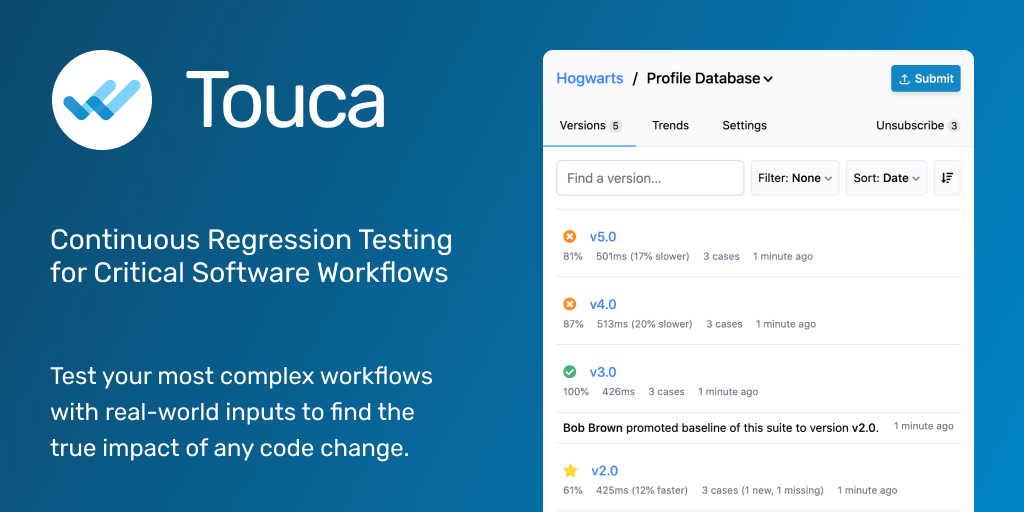 Touca
Continuous Regression Testing
for Critical Software Workflows
Test your most complex workflows
with real-world inputs to find the
true impact of any code change.
Hogwarts / Profile Database
Submit
Versions 5 Trends Settings Unsubscribe 3
Find a version... Filter: None Sort: Date
v5.0
81% 501ms (17% slower) 3 cases 1 minute ago
v4.0
87% 513ms (20% slower) 3 cases 1 minute ago
v3.0
100% 426ms 3 cases 1 minute ago
Bob Brown promoted baseline of this suite to version v2.0. 1 minute ago
v2.0
61% 425ms (12% faster) 3 cases (1 new, 1 missing) 1 minute ago